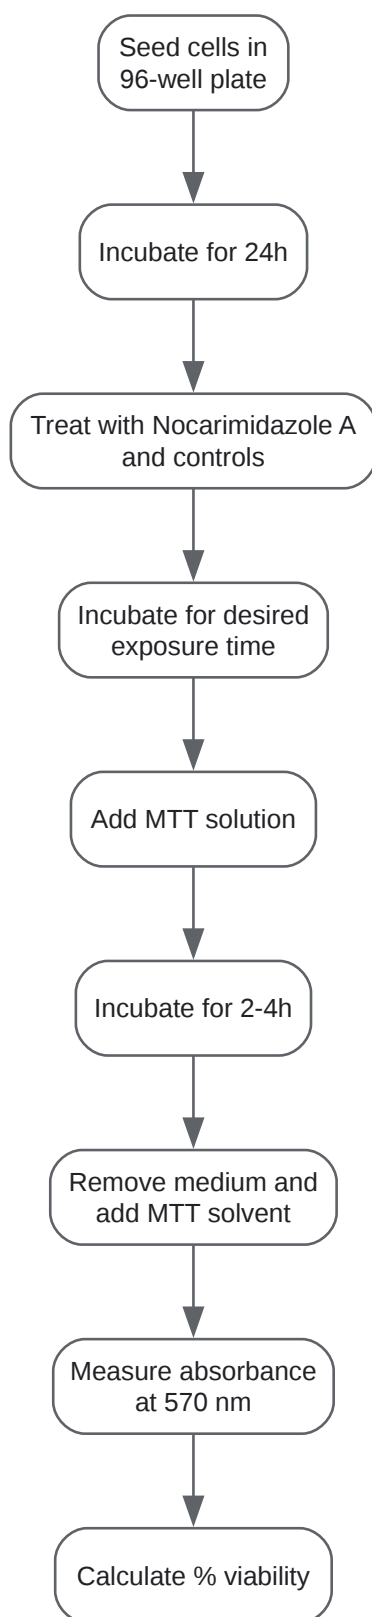 Seed cells in
96-well plate
Incubate for 24h
Treat with Nocarimidazole A
and controls
Incubate for desired
exposure time
Add MTT solution
Incubate for 2-4h
Remove medium and
add MTT solvent
Measure absorbance
at 570 nm
Calculate % viability